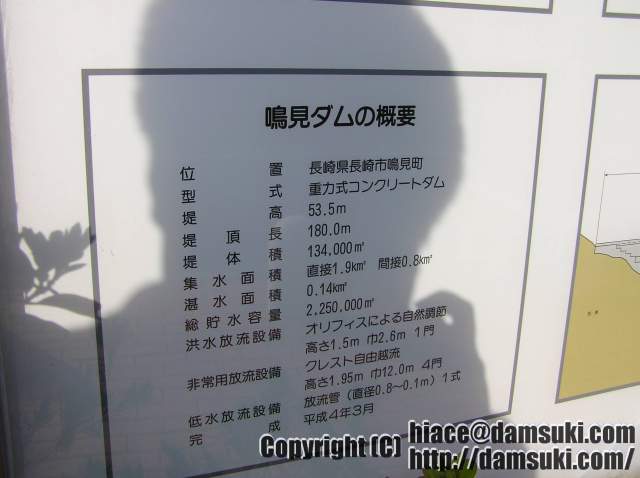 鳴見ダムの概要
位置 長崎県長崎市鳴見町
型式 重力式コンクリートダム
堤高 53.5m
堤頂長 180.0m
堤体積 134,000m³
集水面積 直接1.9km² 間接0.8km²
湛水面積 0.14km²
総貯水容量 2,250,000m³
洪水放流設備 オリフィスによる自然調節
高さ1.5m 巾2.6m 1門
非常用放流設備 クレスト自由越流
高さ1.95m 巾12.0m 4門
低水放流設備 放流管（直径0.8～0.1m）1式
完成 平成4年3月
Copyright (C) hiace@damsuki.com
http://damsuki.com/